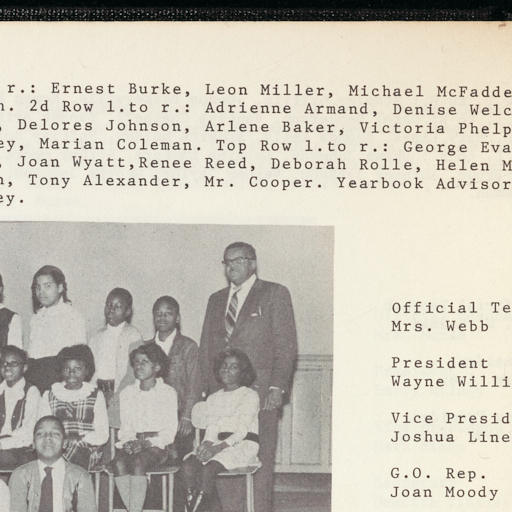 r.: Ernest Burke, Leon Miller, Michael McFadde
n. 2d Row l.to r.: Adrienne Armand, Denise Welc
, Delores Johnson, Arlene Baker, Victoria Phelp
ey, Marian Coleman. Top Row l.to r.: George Eva
, Joan Wyatt,Renee Reed, Deborah Rolle, Helen M
n, Tony Alexander, Mr. Cooper. Yearbook Advisor
ey.
Official Te
Mrs. Webb
President
Wayne Willi
Vice Presid
Joshua Line
G.O. Rep.
Joan Moody